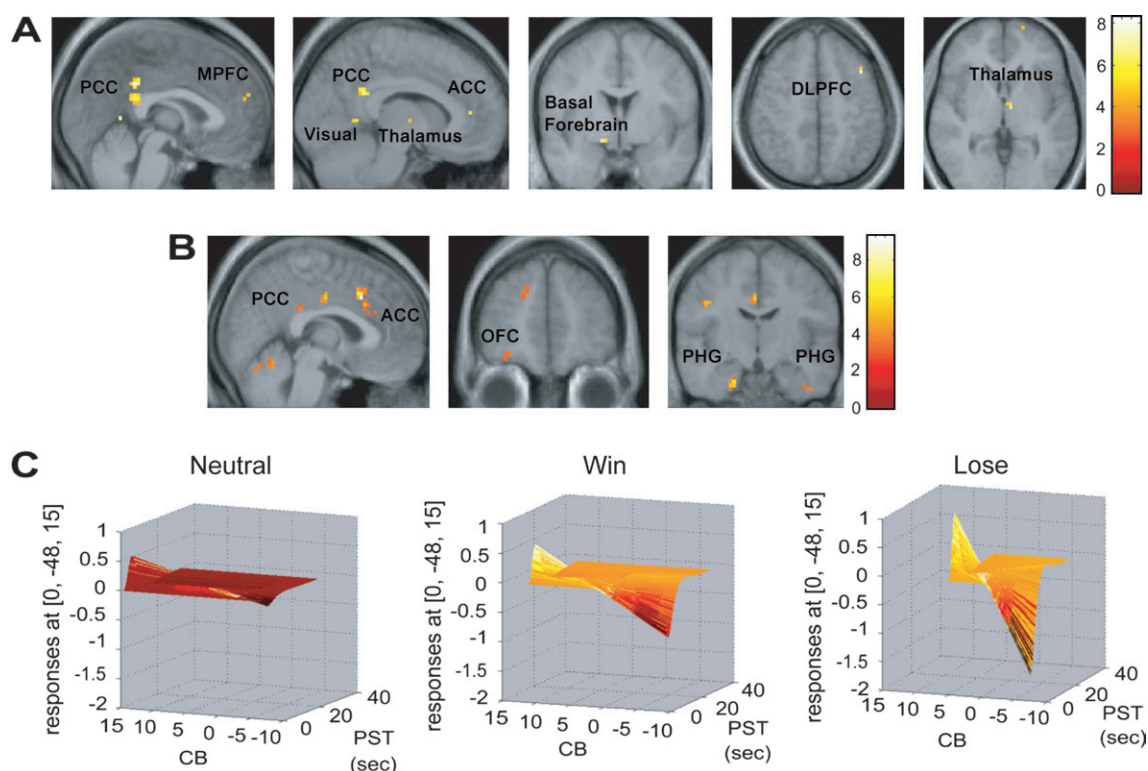 A
PCC
MPFC
PCC
ACC
Visual
Thalamus
Basal
Forebrain
DLPFC
Thalamus
8
6
4
2
0
B
PCC
ACC
OFC
PHG
PHG
8
6
4
2
0
C
Neutral
Win
Lose
responses at [0, -48, 15]
1
0.5
0
-0.5
-1
-1.5
-2
15 10 5 0 -5 -10
CB
0 20 40
PST
(sec)
responses at [0, -48, 15]
1
0.5
0
-0.5
-1
-1.5
-2
15 10 5 0 -5 -10
CB
0 20 40
PST
(sec)
responses at [0, -48, 15]
1
0.5
0
-0.5
-1
-1.5
-2
15 10 5 0 -5 -10
CB
0 20 40
PST
(sec)